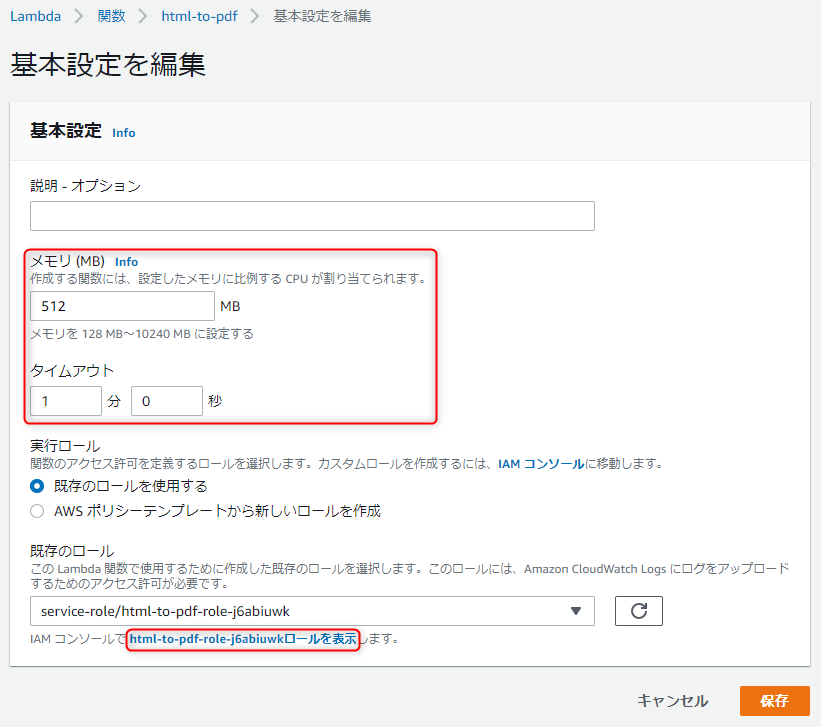 Lambda > 関数 > html-to-pdf > 基本設定を編集
基本設定を編集
基本設定 Info
説明 - オプション
メモリ (MB) Info
作成する関数には、設定したメモリに比例する CPU が割り当てられます。
512 MB
メモリを 128 MB～10240 MB に設定する
タイムアウト
1 分 0 秒
実行ロール
関数のアクセス許可を定義するロールを選択します。カスタムロールを作成するには、IAM コンソールに移動します。
既存のロールを使用する
AWS ポリシーテンプレートから新しいロールを作成
既存のロール
この Lambda 関数で使用するために作成した既存のロールを選択します。このロールには、Amazon CloudWatch Logs にログをアップロード
するためのアクセス許可が必要です。
service-role/html-to-pdf-role-j6abiuwk
IAM コンソールで html-to-pdf-role-j6abiuwkロールを表示します。
キャンセル 保存